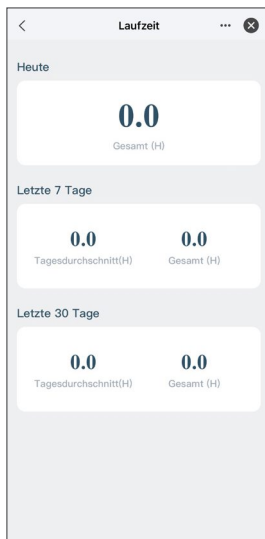 Laufzeit
Heute
0.0
Gesamt (H)
Letzte 7 Tage
0.0 0.0
Tagesdurchschnitt(H) Gesamt (H)
Letzte 30 Tage
0.0 0.0
Tagesdurchschnitt(H) Gesamt (H)